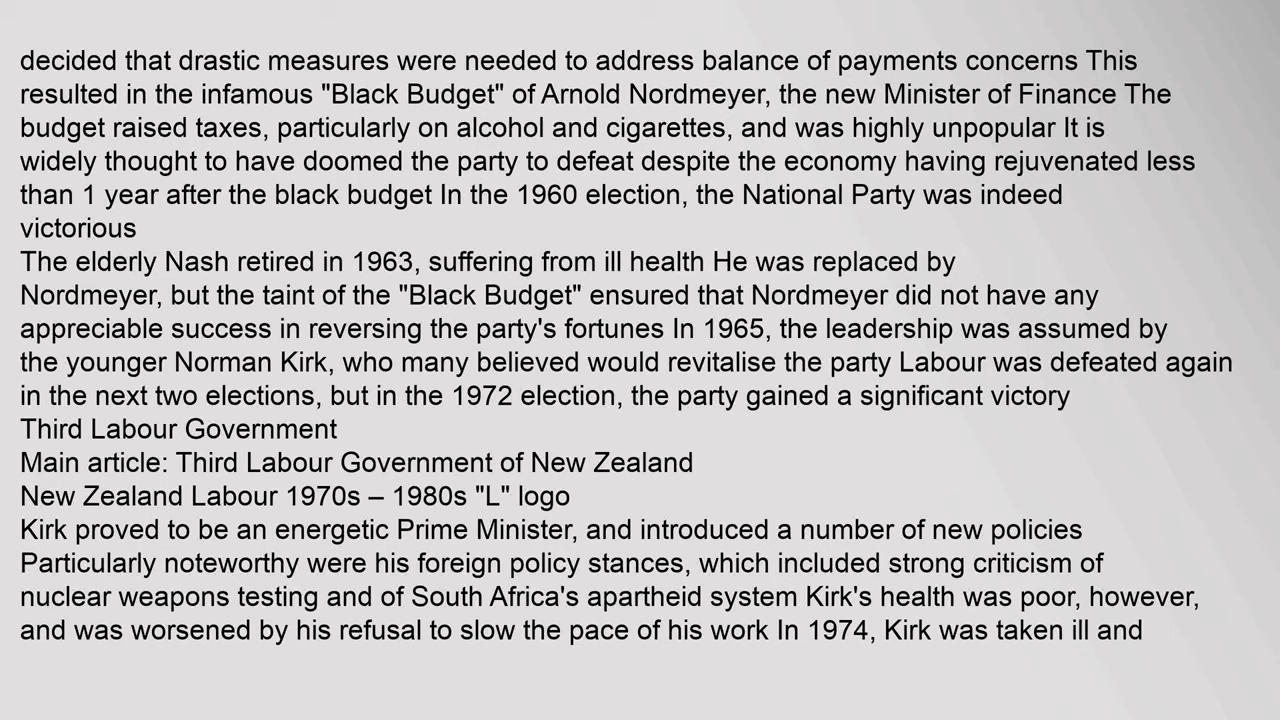 decided that drastic measures were needed to address balance of payments concerns This
resulted in the infamous "Black Budget" of Arnold Nordmeyer, the new Minister of Finance The
budget raised taxes, particularly on alcohol and cigarettes, and was highly unpopular It is
widely thought to have doomed the party to defeat despite the economy having rejuvenated less
than 1 year after the black budget In the 1960 election, the National Party was indeed
victorious
The elderly Nash retired in 1963, suffering from ill health He was replaced by
Nordmeyer, but the taint of the "Black Budget" ensured that Nordmeyer did not have any
appreciable success in reversing the party's fortunes In 1965, the leadership was assumed by
the younger Norman Kirk, who many believed would revitalise the party Labour was defeated again
in the next two elections, but in the 1972 election, the party gained a significant victory
Third Labour Government
Main article: Third Labour Government of New Zealand
New Zealand Labour 1970s – 1980s "L" logo
Kirk proved to be an energetic Prime Minister, and introduced a number of new policies
Particularly noteworthy were his foreign policy stances, which included strong criticism of
nuclear weapons testing and of South Africa's apartheid system Kirk's health was poor, however,
and was worsened by his refusal to slow the pace of his work In 1974, Kirk was taken ill and